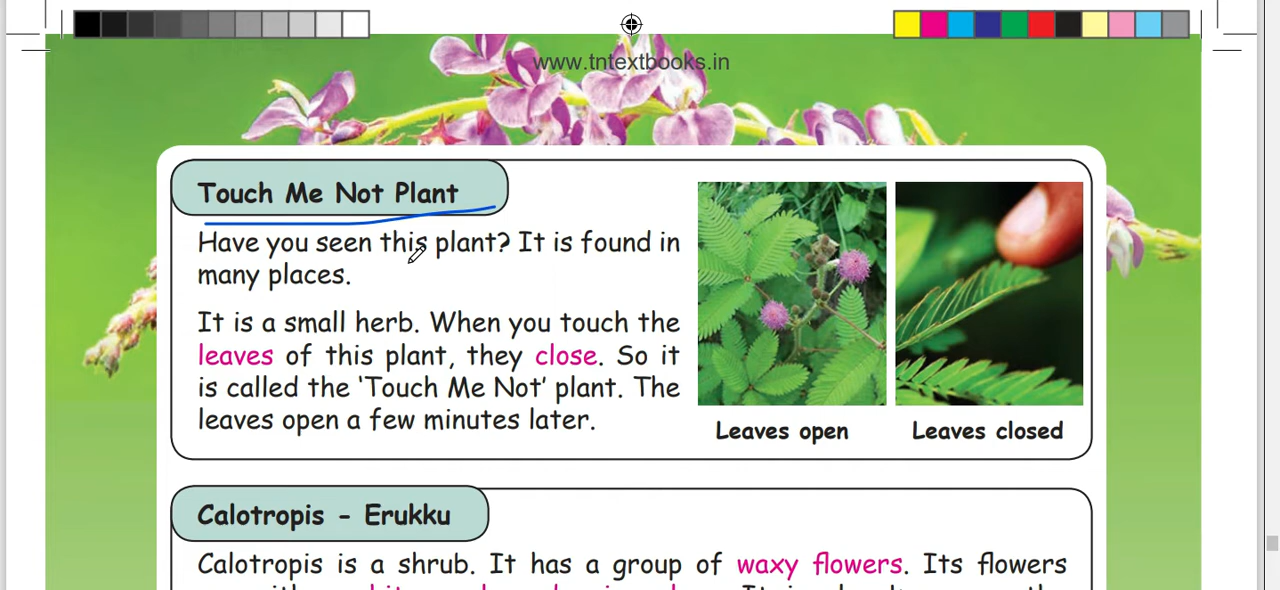 www.tntextbooks.in
Touch Me Not Plant
Have you seen this plant? It is found in
many places.
It is a small herb. When you touch the
leaves of this plant, they close. So it
is called the ‘Touch Me Not’ plant. The
leaves open a few minutes later.
Leaves open
Leaves closed
Calotropis - Erukku
Calotropis is a shrub. It has a group of waxy flowers. Its flowers